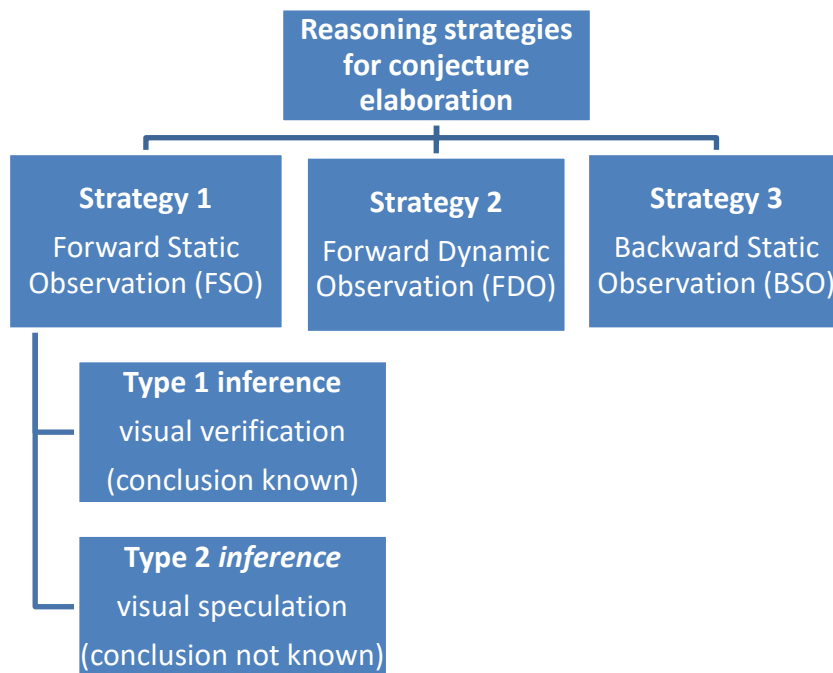 Reasoning strategies
for conjecture
elaboration
Strategy 1
Forward Static
Observation (FSO)
Strategy 2
Forward Dynamic
Observation (FDO)
Strategy 3
Backward Static
Observation (BSO)
Type 1 inference
visual verification
(conclusion known)
Type 2 inference
visual speculation
(conclusion not known)